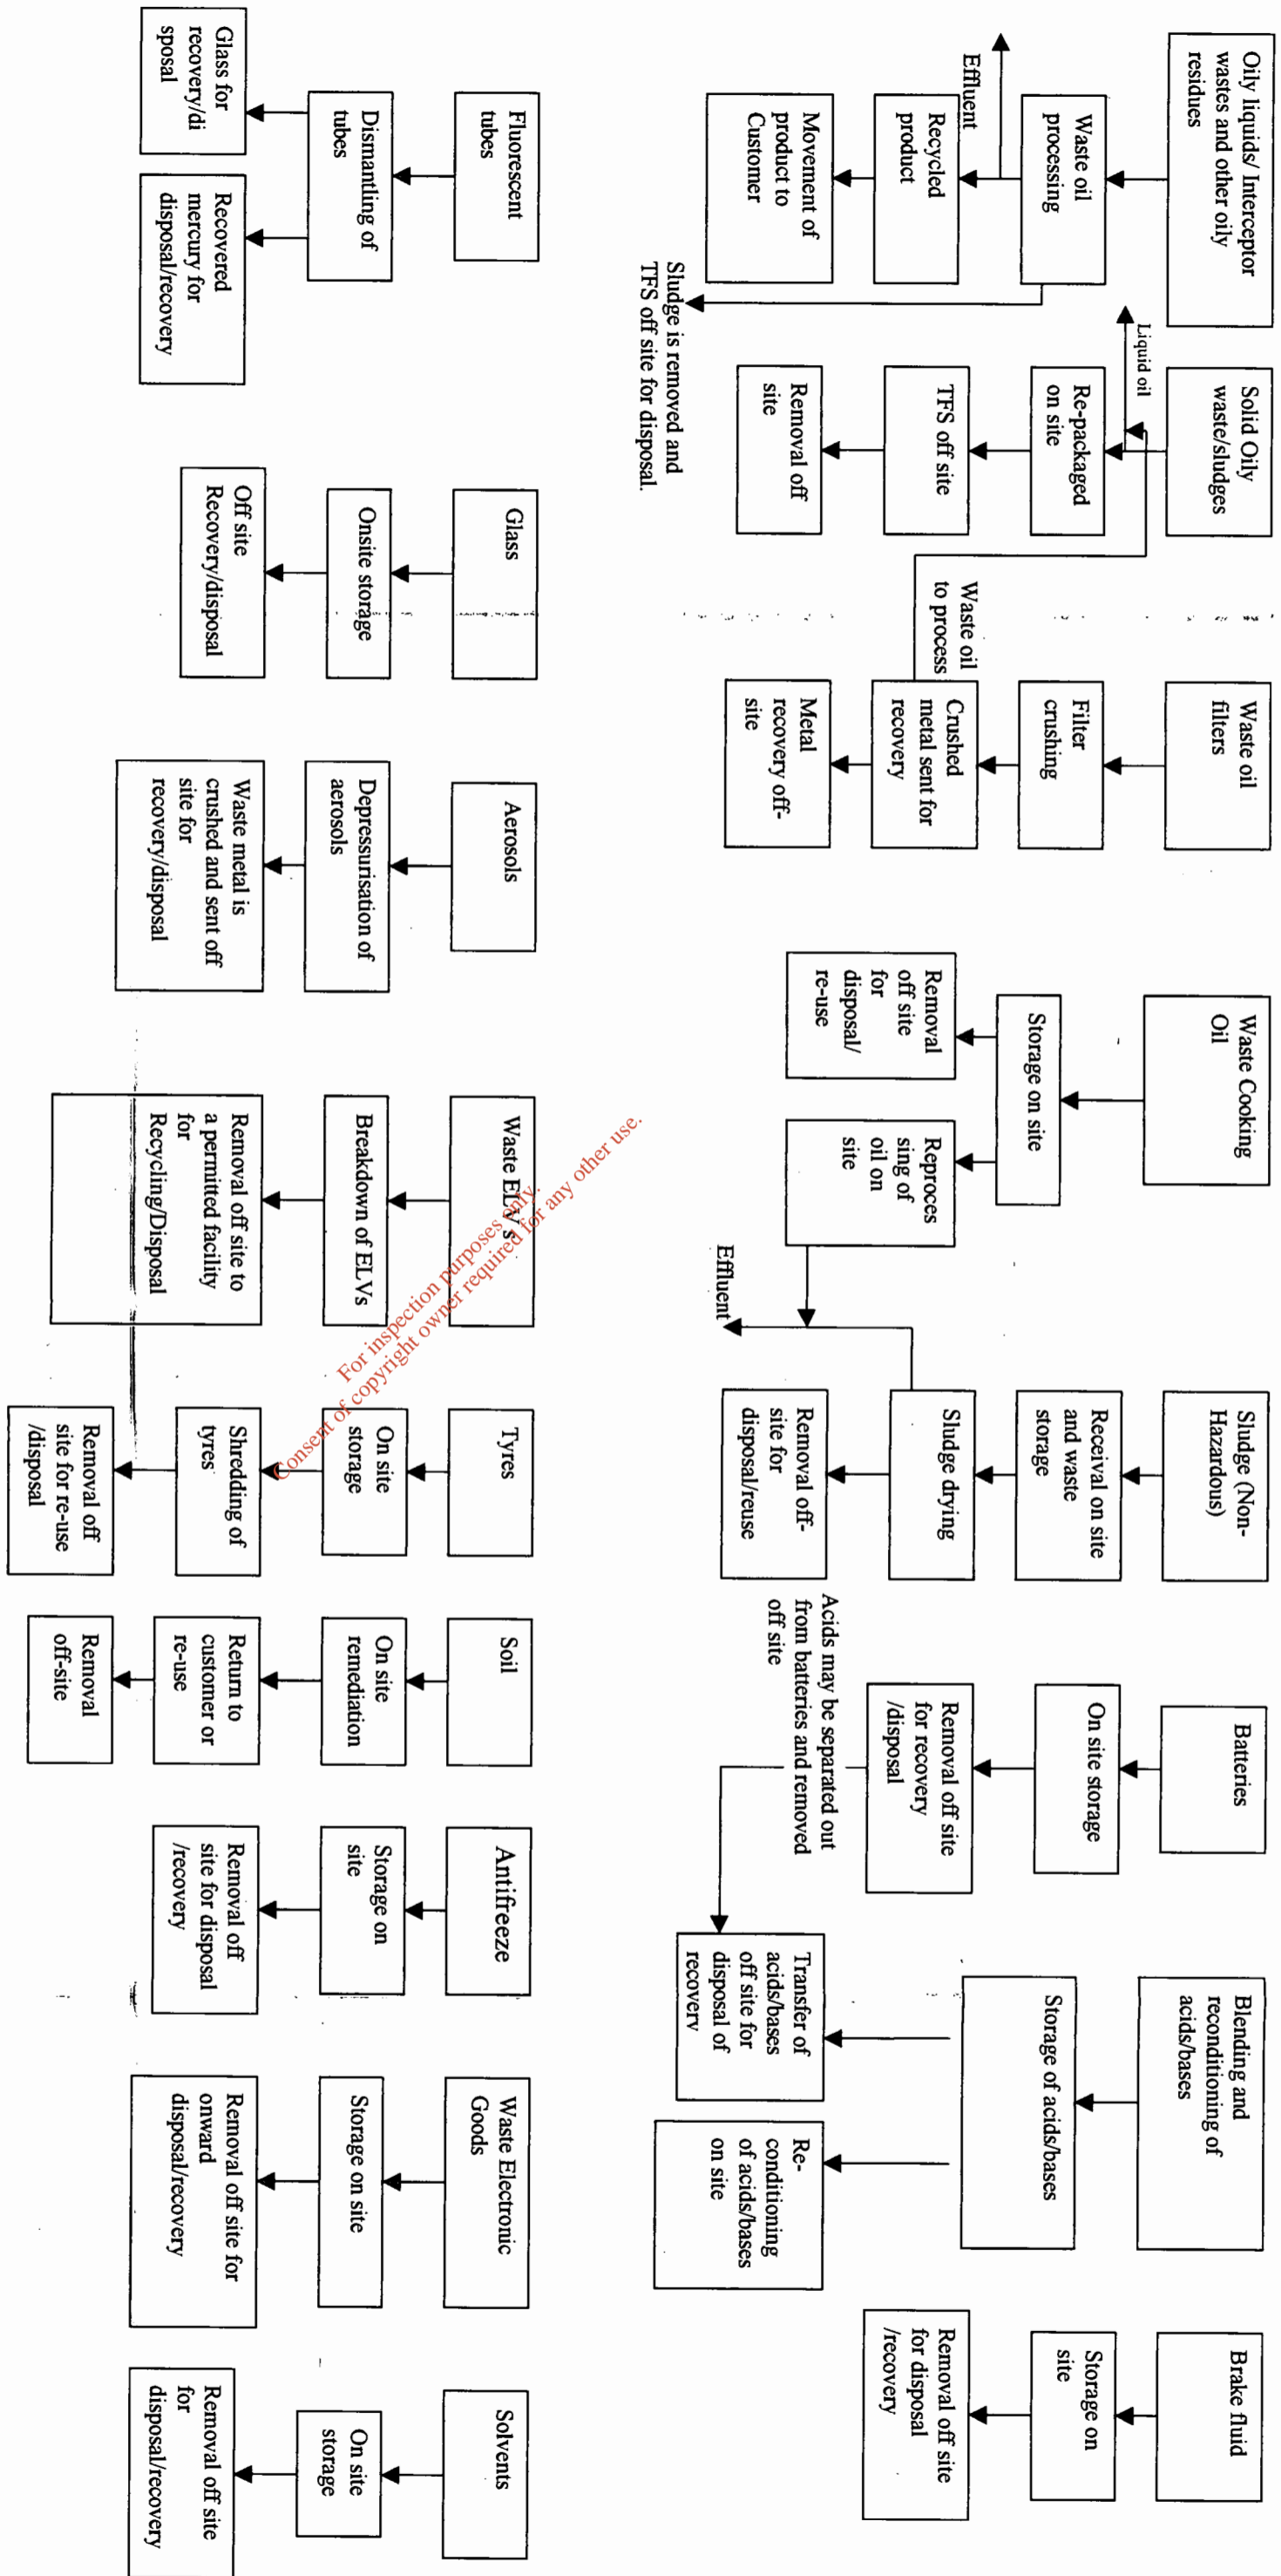 Oily liquids/ Interceptor
wastes and other oily
residues
Waste oil
processing
Effluent
Recycled
product
Movement of
product to
Customer
Sludge is removed and
TFS off site for disposal.
Solid Oily
waste/sludges
Liquid oil
Re-packaged
on site
TFS off site
Removal off
site
Waste oil
filters
Filter
crushing
Waste oil
to process
Crushed
metal sent for
recovery
Metal
recovery off-
site
Waste Cooking
Oil
Storage on site
Removal
off site
for
disposal/
re-use
Reproces
sing of
oil on
site
Effluent
Sludge (Non-
Hazardous)
Receival on site
and waste
storage
Sludge drying
Removal off-
site for
disposal/reuse
Batteries
On site storage
Removal off site
for recovery
/disposal
Acids may be separated out
from batteries and removed
off site
Blending and
reconditioning of
acids/bases
Storage of acids/bases
Transfer of
acids/bases
off site for
disposal of
recovery
Re-
conditioning
of acids/bases
on site
Brake fluid
Storage on
site
Removal off site
for disposal
/recovery
Fluorescent
tubes
Dismantling of
tubes
Glass for
recovery/di
sposal
Recovered
mercury for
disposal/recovery
Glass
Onsite storage
Off site
Recovery/disposal
Aerosols
Depressurisation of
aerosols
Waste metal is
crushed and sent off
site for
recovery/disposal
Waste ELV's
Breakdown of ELVs
Removal off site to
a permitted facility
for
Recycling/Disposal
Tyres
On site
storage
Shredding of
tyres
Removal off
site for re-use
/disposal
Soil
On site
remediation
Return to
customer or
re-use
Removal
off-site
Antifreeze
Storage on
site
Removal off
site for disposal
/recovery
Waste Electronic
Goods
Storage on site
Removal off site for
onward
disposal/recovery
Solvents
On site
storage
Removal off site
for
disposal/recovery
For inspection purposes only.
Consent of copyright owner required for any other use.